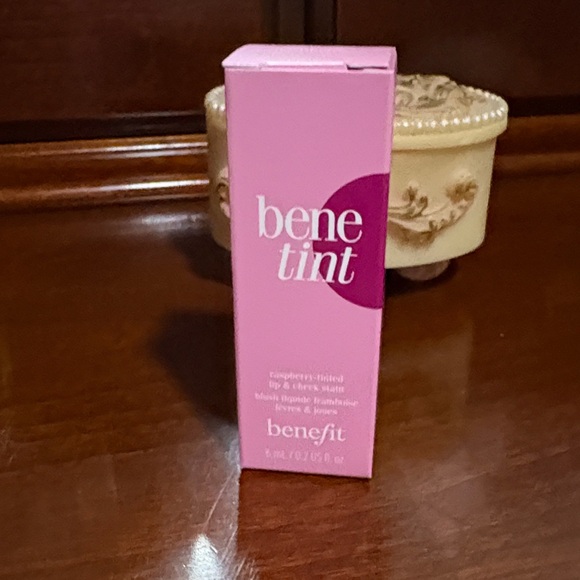 bene
tint
raspberry-tinted
lip & cheek stain
blush liquide framboise
lèvres & joues
benefit
6 mL / 0.2 US fl. oz.